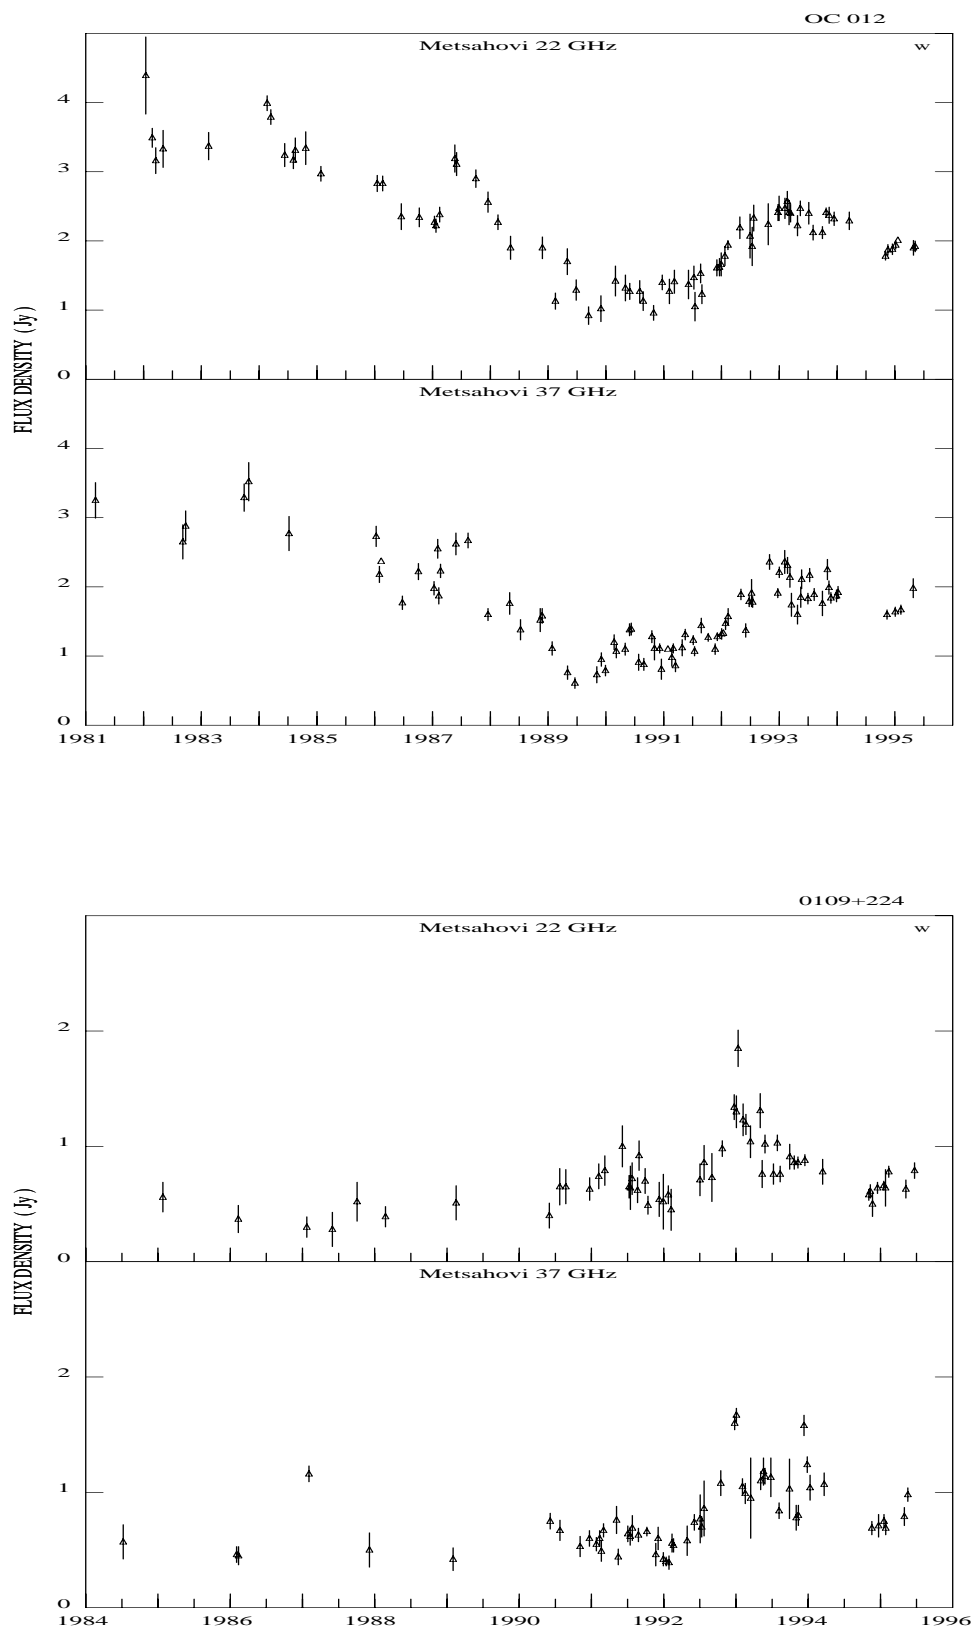 OC 012
Metsahovi 22 GHz w
4
3
2
1
0
FLUX DENSITY (Jy)
Metsahovi 37 GHz
4
3
2
1
0
1981 1983 1985 1987 1989 1991 1993 1995
0109+224
Metsahovi 22 GHz w
2
1
0
FLUX DENSITY (Jy)
Metsahovi 37 GHz
2
1
0
1984 1986 1988 1990 1992 1994 1996